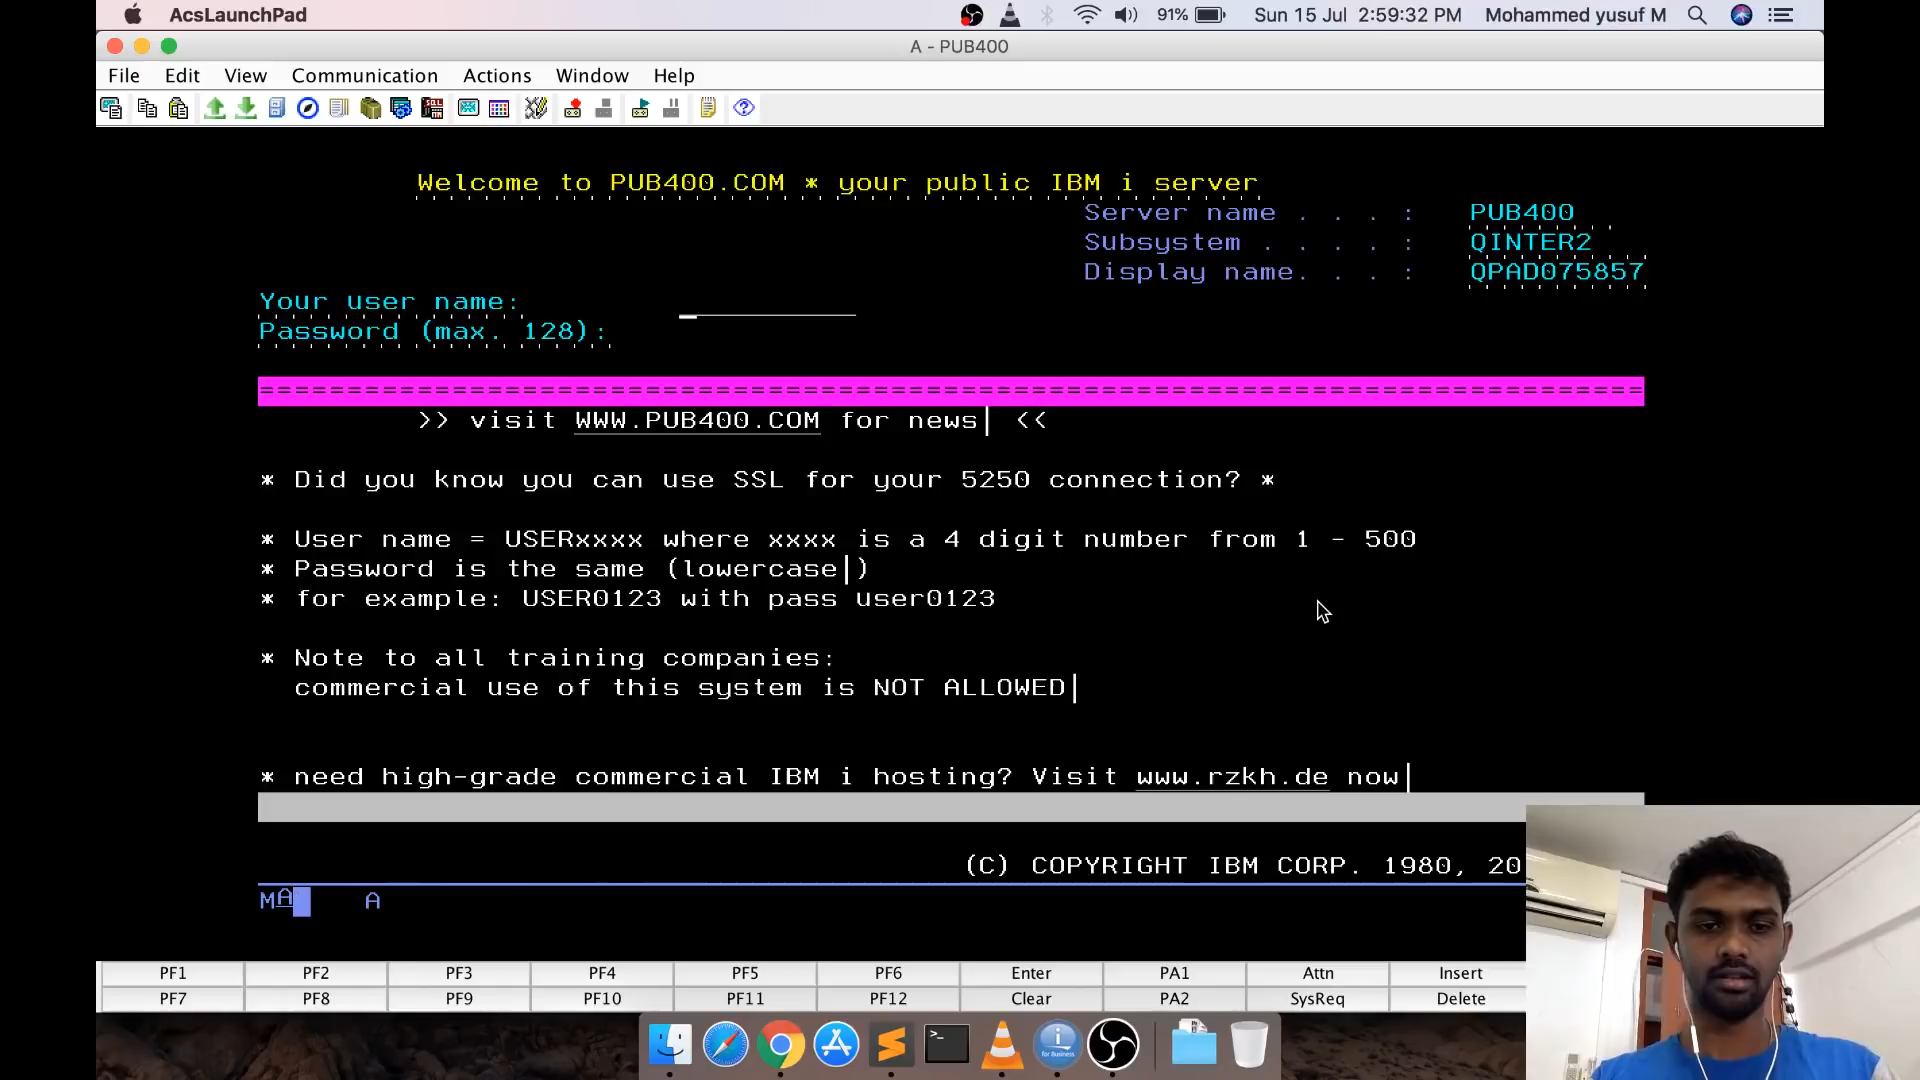 AcsLaunchPad 91% Sun 15 Jul 2:59:32 PM Mohammed yusuf M
A - PUB400
File Edit View Communication Actions Window Help
Welcome to PUB400.COM * your public IBM i server
Server name . . . : PUB400
Subsystem . . . . : QINTER2
Display name. . . : QPAD075857
Your user name:
Password (max. 128):
================================================================================
>> visit WWW.PUB400.COM for news| <<
* Did you know you can use SSL for your 5250 connection? *
* User name = USERxxxx where xxxx is a 4 digit number from 1 - 500
* Password is the same (lowercase|)
* for example: USER0123 with pass user0123
* Note to all training companies:
commercial use of this system is NOT ALLOWED|
* need high-grade commercial IBM i hosting? Visit www.rzkh.de now|
(C) COPYRIGHT IBM CORP. 1980, 20
MA A
PF1 PF2 PF3 PF4 PF5 PF6 Enter PA1 Attn Insert
PF7 PF8 PF9 PF10 PF11 PF12 Clear PA2 SysReq Delete
i
for Business